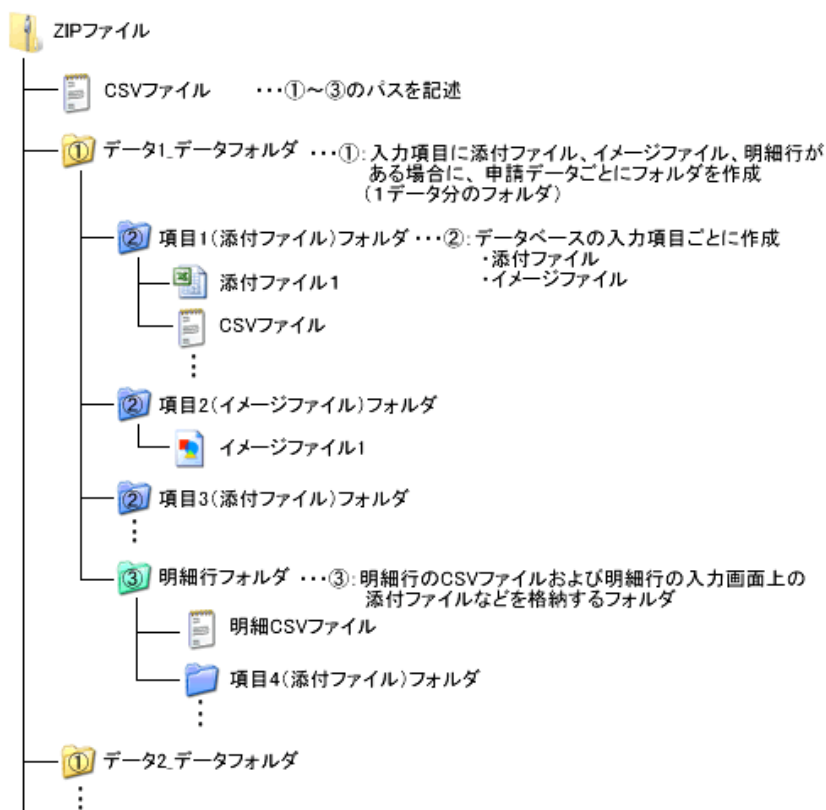 ZIPファイル
CSVファイル ・・・①～③のパスを記述
① データ1_データフォルダ ・・・①:入力項目に添付ファイル、イメージファイル、明細行が
ある場合に、申請データごとにフォルダを作成
(1データ分のフォルダ)
② 項目1(添付ファイル)フォルダ ・・・②:データベースの入力項目ごとに作成
・添付ファイル
・イメージファイル
添付ファイル1
CSVファイル
② 項目2(イメージファイル)フォルダ
イメージファイル1
② 項目3(添付ファイル)フォルダ
③ 明細行フォルダ ・・・③:明細行のCSVファイルおよび明細行の入力画面上の
添付ファイルなどを格納するフォルダ
明細CSVファイル
項目4(添付ファイル)フォルダ
① データ2_データフォルダ